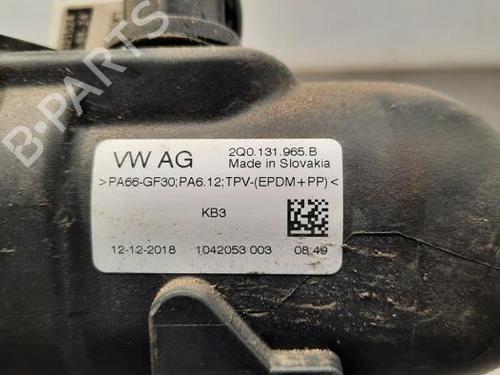 B-PARTS
VW AG
2Q0.131.965.B
Made in Slovakia
>PA66-GF30;PA6.12;TPV-(EPDM+PP)<
KB3
12-12-2018 1042053 003 08:49